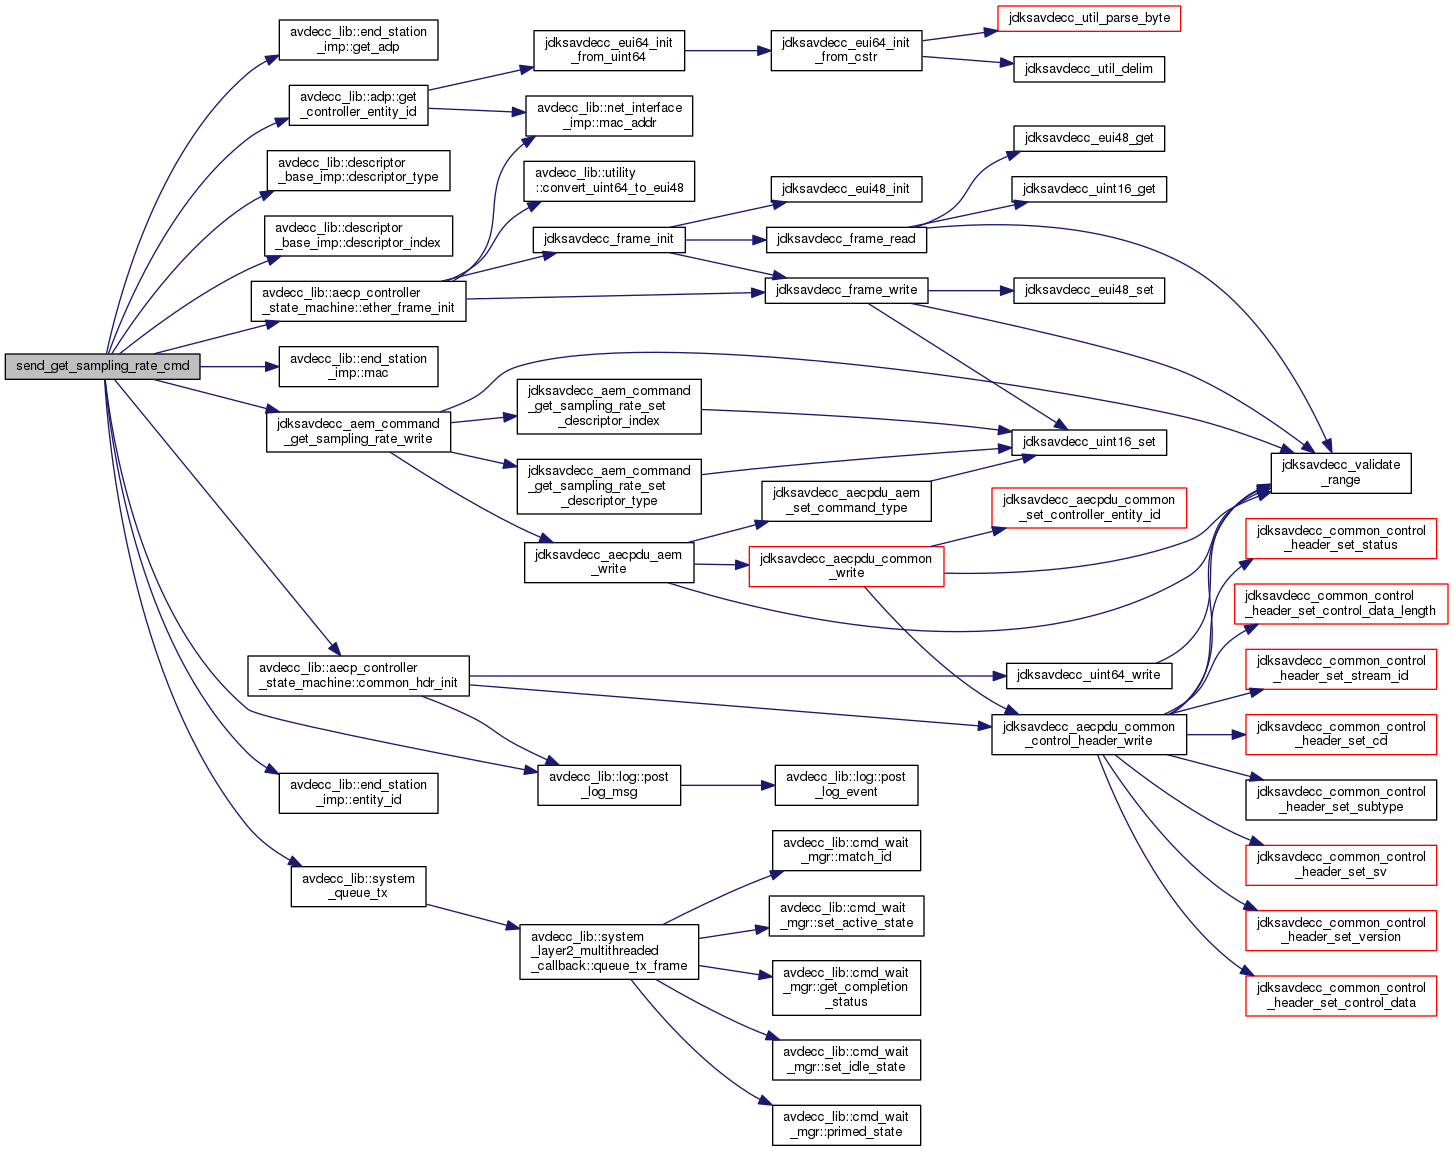 send_get_sampling_rate_cmd
avdecc_lib::end_station
_imp::get_adp
avdecc_lib::adp::get
_controller_entity_id
avdecc_lib::descriptor
_base_imp::descriptor_type
avdecc_lib::descriptor
_base_imp::descriptor_index
avdecc_lib::aecp_controller
_state_machine::ether_frame_init
avdecc_lib::end_station
_imp::mac
jdksavdecc_aem_command
_get_sampling_rate_write
avdecc_lib::aecp_controller
_state_machine::common_hdr_init
avdecc_lib::end_station
_imp::entity_id
avdecc_lib::system
_queue_tx
jdksavdecc_eui64_init
_from_uint64
avdecc_lib::net_interface
_imp::mac_addr
avdecc_lib::utility
::convert_uint64_to_eui48
jdksavdecc_frame_init
jdksavdecc_aem_command
_get_sampling_rate_set
_descriptor_index
jdksavdecc_aem_command
_get_sampling_rate_set
_descriptor_type
jdksavdecc_aecpdu_aem
_write
avdecc_lib::log::post
_log_msg
avdecc_lib::system
_layer2_multithreaded
_callback::queue_tx_frame
jdksavdecc_eui64_init
_from_cstr
jdksavdecc_eui48_init
jdksavdecc_frame_read
jdksavdecc_frame_write
jdksavdecc_aecpdu_aem
_set_command_type
jdksavdecc_aecpdu_common
_write
avdecc_lib::log::post
_log_event
avdecc_lib::cmd_wait
_mgr::match_id
avdecc_lib::cmd_wait
_mgr::set_active_state
avdecc_lib::cmd_wait
_mgr::get_completion
_status
avdecc_lib::cmd_wait
_mgr::set_idle_state
avdecc_lib::cmd_wait
_mgr::primed_state
jdksavdecc_util_parse_byte
jdksavdecc_util_delim
jdksavdecc_eui48_get
jdksavdecc_uint16_get
jdksavdecc_eui48_set
jdksavdecc_uint16_set
jdksavdecc_aecpdu_common
_set_controller_entity_id
jdksavdecc_uint64_write
jdksavdecc_aecpdu_common
_control_header_write
jdksavdecc_validate
_range
jdksavdecc_common_control
_header_set_status
jdksavdecc_common_control
_header_set_control_data_length
jdksavdecc_common_control
_header_set_stream_id
jdksavdecc_common_control
_header_set_cd
jdksavdecc_common_control
_header_set_subtype
jdksavdecc_common_control
_header_set_sv
jdksavdecc_common_control
_header_set_version
jdksavdecc_common_control
_header_set_control_data